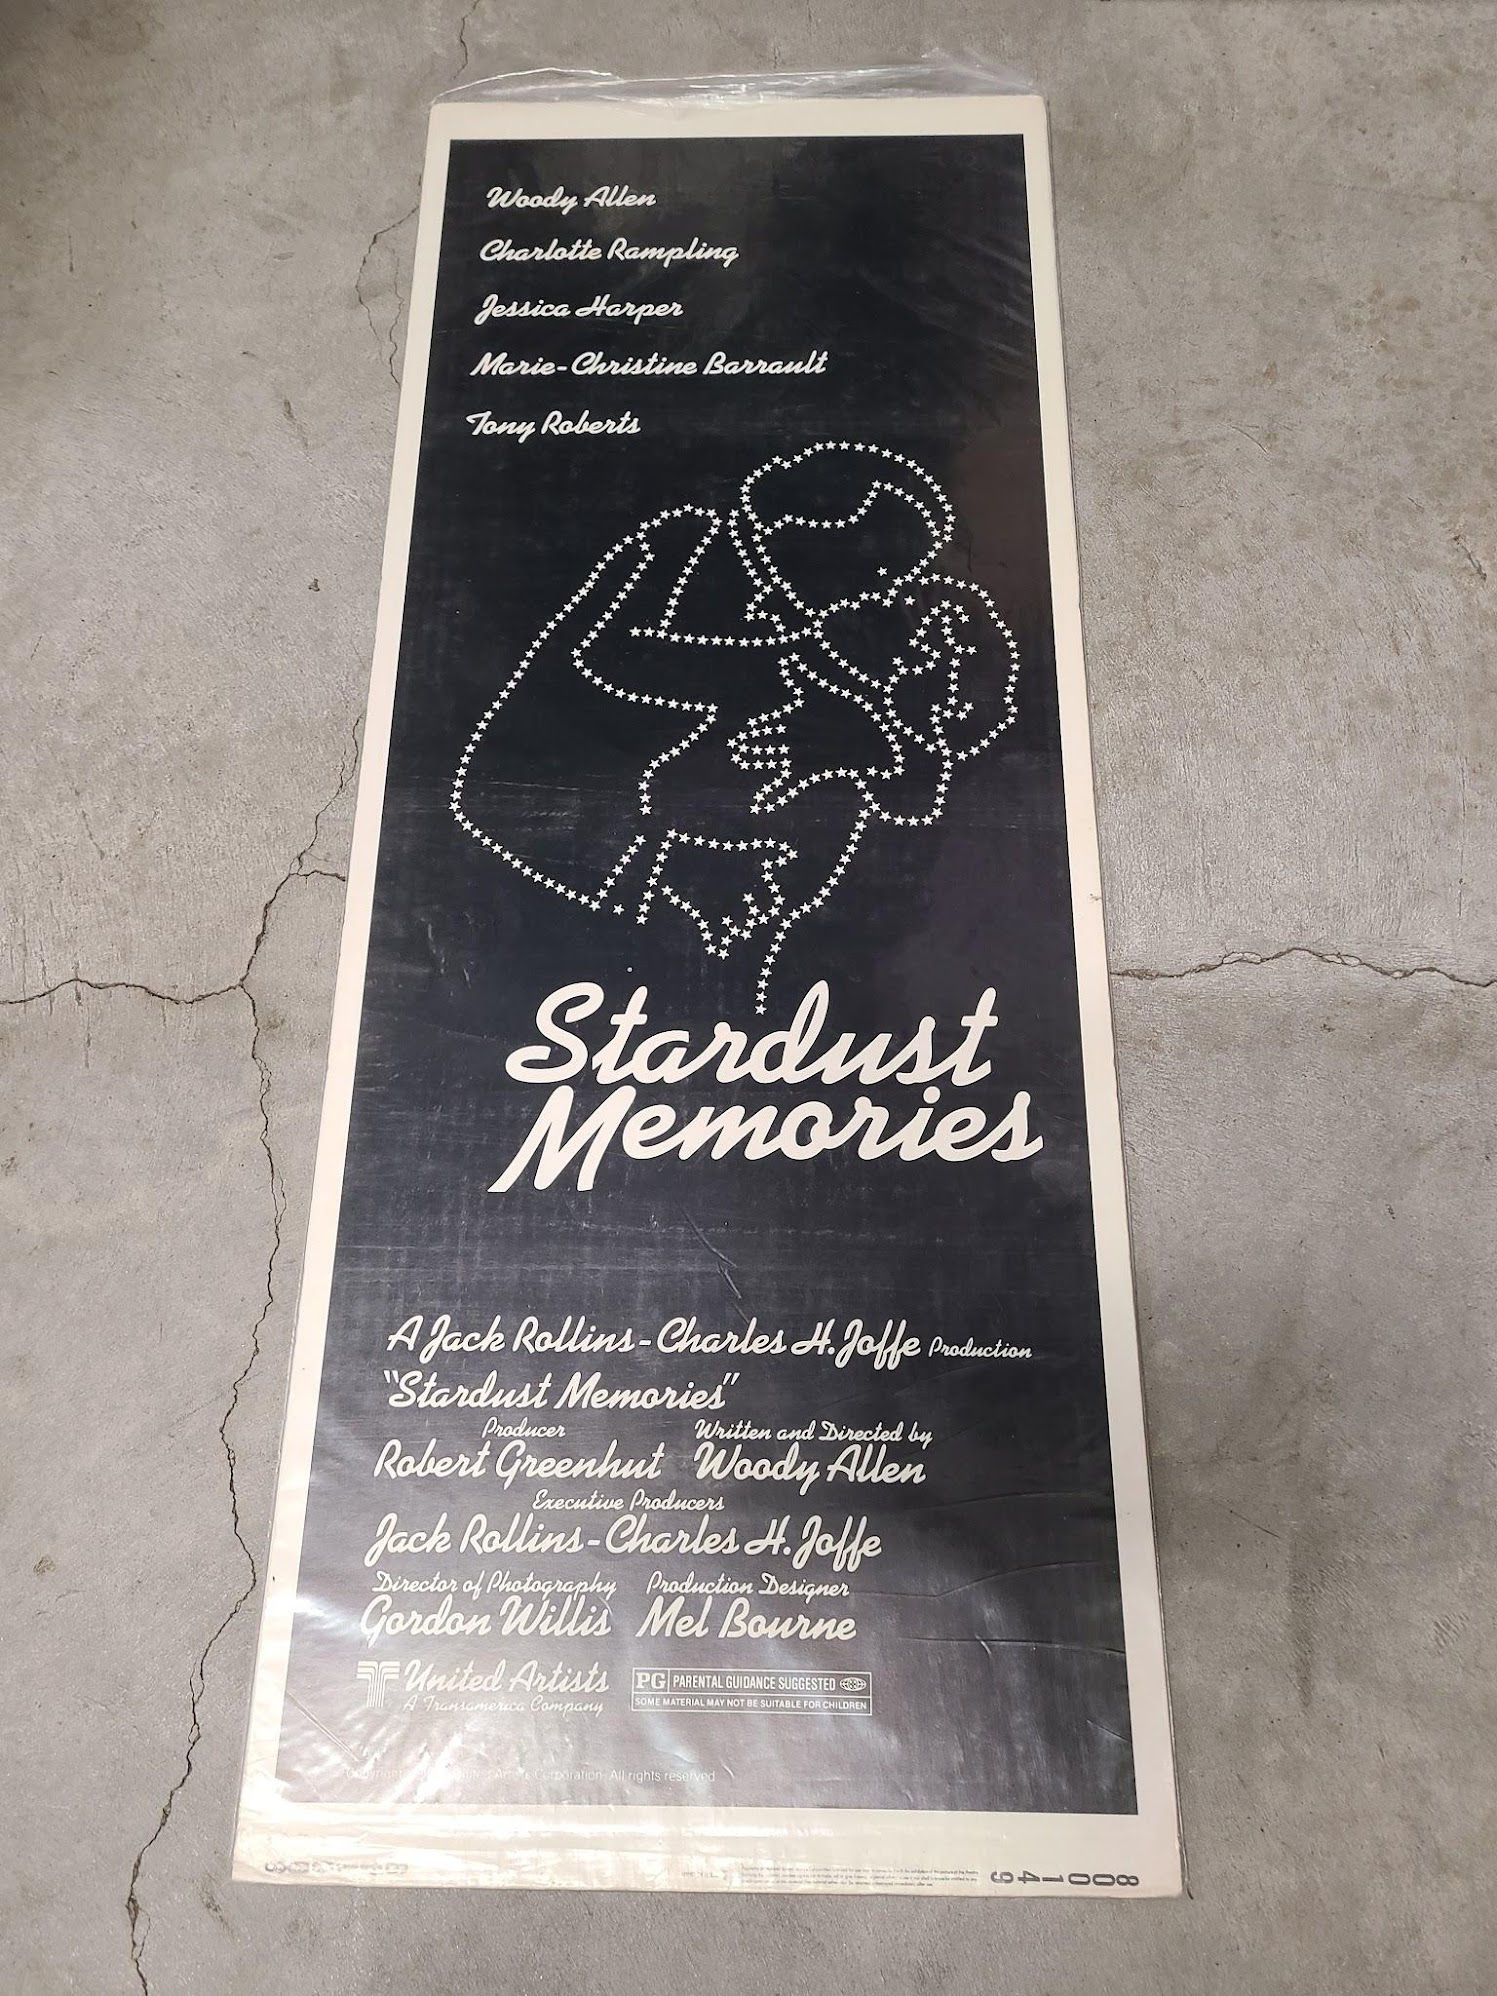 Woody Allen
Charlotte Rampling
Jessica Harper
Marie-Christine Barrault
Tony Roberts
Stardust
Memories
A Jack Rollins-Charles H. Joffe Production
"Stardust Memories"
Producer Written and Directed by
Robert Greenhut Woody Allen
Executive Producers
Jack Rollins-Charles H. Joffe
Director of Photography Production Designer
Gordon Willis Mel Bourne
United Artists
A Transamerica Company
PG PARENTAL GUIDANCE SUGGESTED
SOME MATERIAL MAY NOT BE SUITABLE FOR CHILDREN
Copyright Artists Corporation. All rights reserved
800149